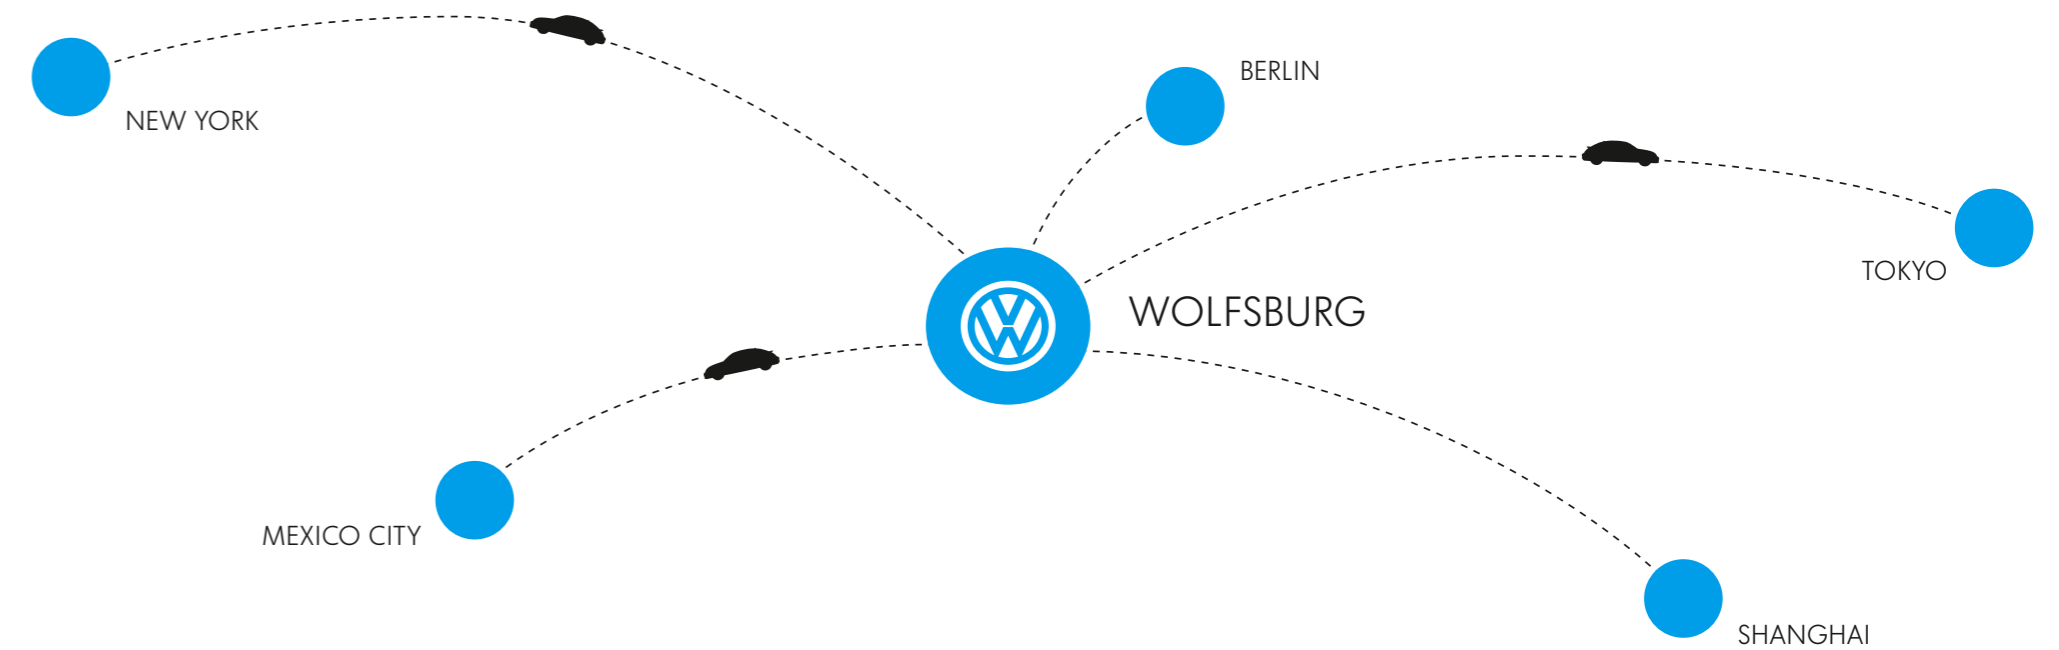 BERLIN
NEW YORK
TOKYO
WOLFSBURG
MEXICO CITY
SHANGHAI